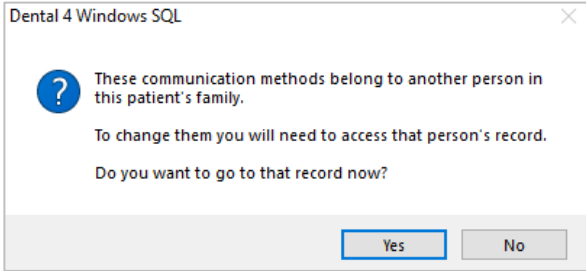 Dental 4 Windows SQL
?
These communication methods belong to another person in
this patient's family.
To change them you will need to access that person's record.
Do you want to go to that record now?
Yes
No